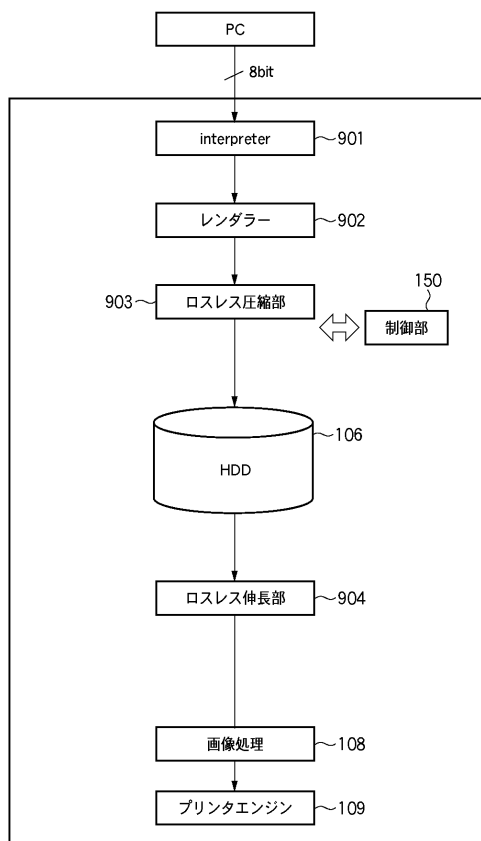 PC
8bit
interpreter
901
レンダラー
902
903
ロスレス圧縮部
150
制御部
106
HDD
ロスレス伸長部
904
画像処理
108
プリンタエンジン
109